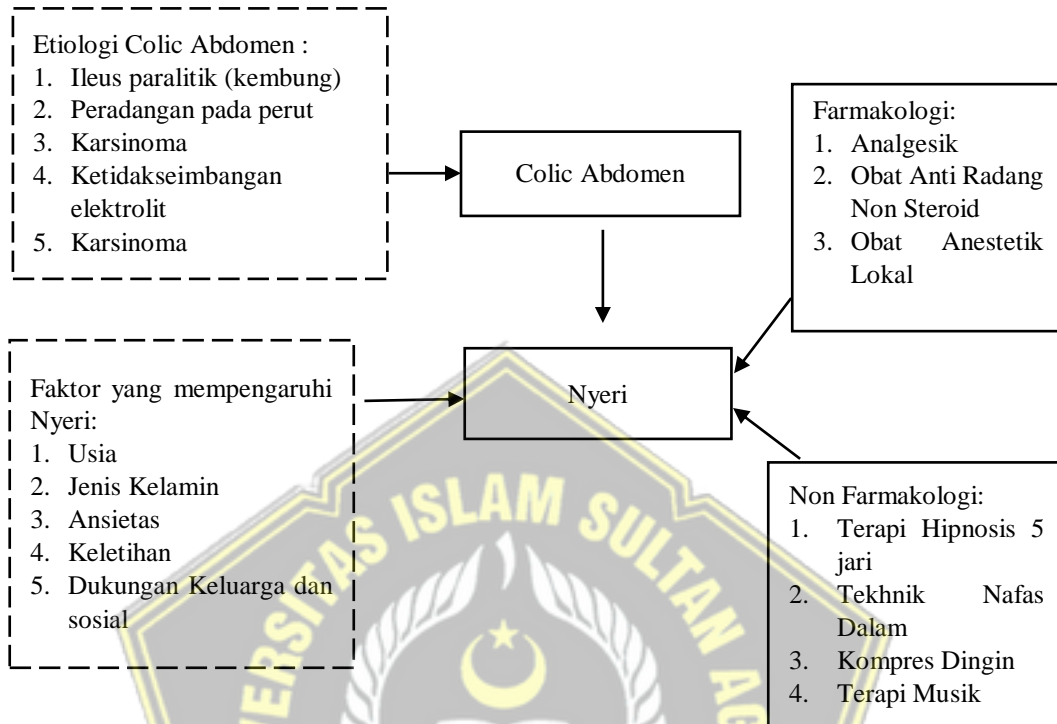 Etiologi Colic Abdomen :
1. Ileus paralitik (kembung)
2. Peradangan pada perut
3. Karsinoma
4. Ketidakseimbangan
elektrolit
5. Karsinoma
Colic Abdomen
Farmakologi:
1. Analgesik
2. Obat Anti Radang
Non Steroid
3. Obat Anestetik
Lokal
Faktor yang mempengaruhi
Nyeri:
1. Usia
2. Jenis Kelamin
3. Ansietas
4. Keletihan
5. Dukungan Keluarga dan
sosial
Nyeri
Non Farmakologi:
1. Terapi Hipnosis 5
jari
2. Tekhnik Nafas
Dalam
3. Kompres Dingin
4. Terapi Musik
ISLAM SULTAN